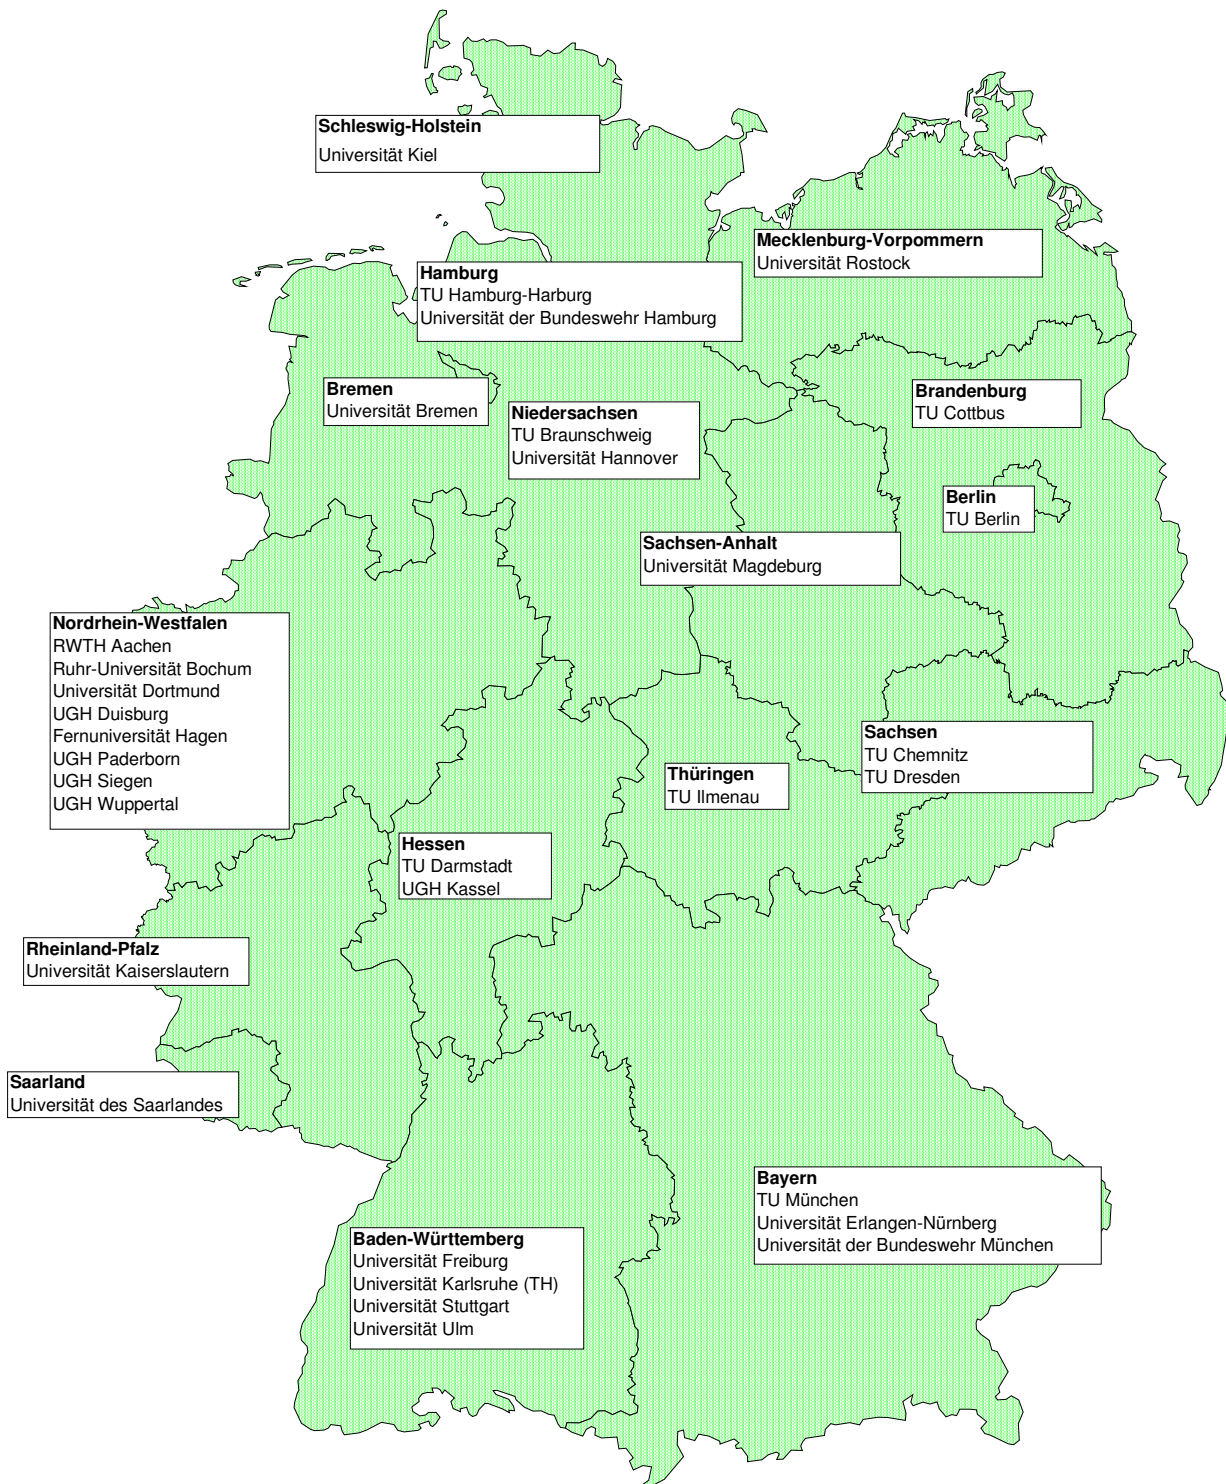 Schleswig-Holstein
Universität Kiel
Mecklenburg-Vorpommern
Universität Rostock
Hamburg
TU Hamburg-Harburg
Universität der Bundeswehr Hamburg
Bremen
Universität Bremen
Niedersachsen
TU Braunschweig
Universität Hannover
Brandenburg
TU Cottbus
Berlin
TU Berlin
Sachsen-Anhalt
Universität Magdeburg
Nordrhein-Westfalen
RWTH Aachen
Ruhr-Universität Bochum
Universität Dortmund
UGH Duisburg
Fernuniversität Hagen
UGH Paderborn
UGH Siegen
UGH Wuppertal
Sachsen
TU Chemnitz
TU Dresden
Thüringen
TU Ilmenau
Hessen
TU Darmstadt
UGH Kassel
Rheinland-Pfalz
Universität Kaiserslautern
Saarland
Universität des Saarlandes
Bayern
TU München
Universität Erlangen-Nürnberg
Universität der Bundeswehr München
Baden-Württemberg
Universität Freiburg
Universität Karlsruhe (TH)
Universität Stuttgart
Universität Ulm